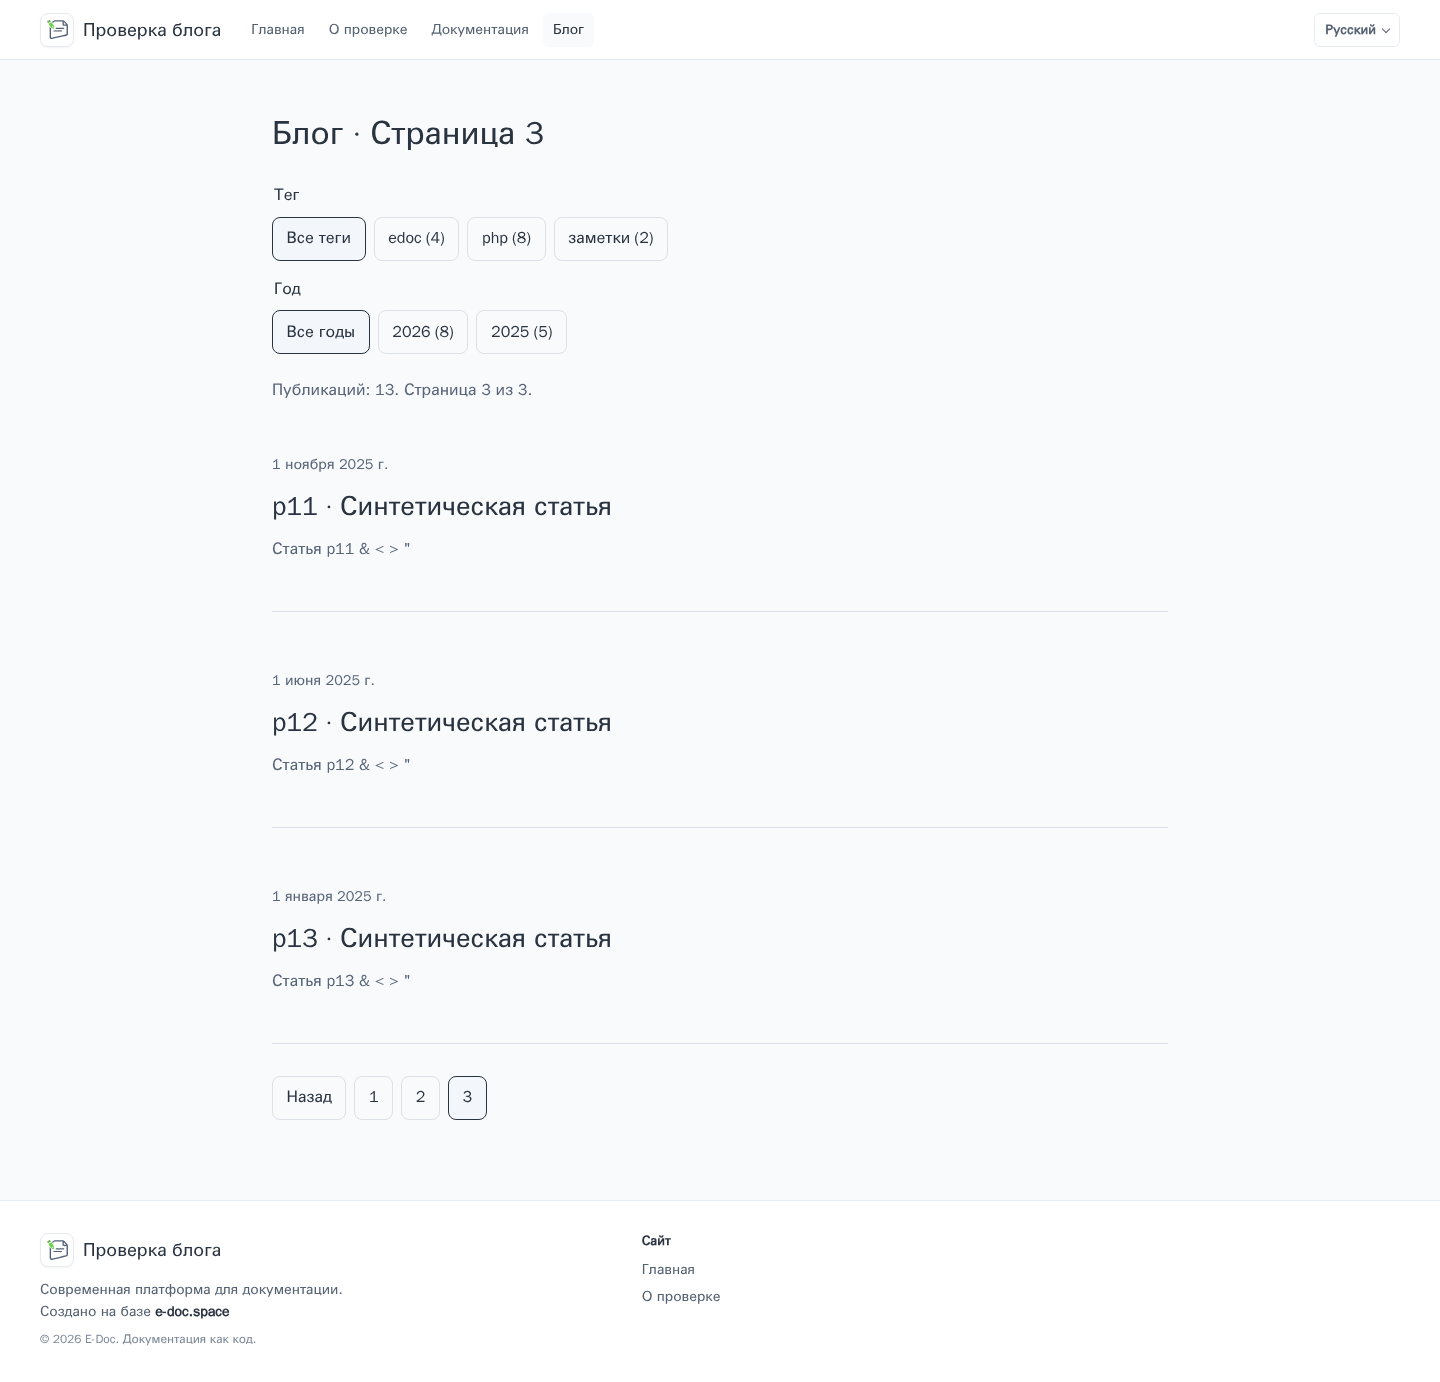 Проверка блога
Главная
О проверке
Документация
Блог
Русский
Блог · Страница 3
Тег
Все теги
edoc (4)
php (8)
заметки (2)
Год
Все годы
2026 (8)
2025 (5)
Публикаций: 13. Страница 3 из 3.
1 ноября 2025 г.
p11 · Синтетическая статья
Статья p11 & < > "
1 июня 2025 г.
p12 · Синтетическая статья
Статья p12 & < > "
1 января 2025 г.
p13 · Синтетическая статья
Статья p13 & < > "
Назад
1
2
3
Проверка блога
Современная платформа для документации.
Создано на базе e-doc.space
© 2026 E-Doc. Документация как код.
Сайт
Главная
О проверке